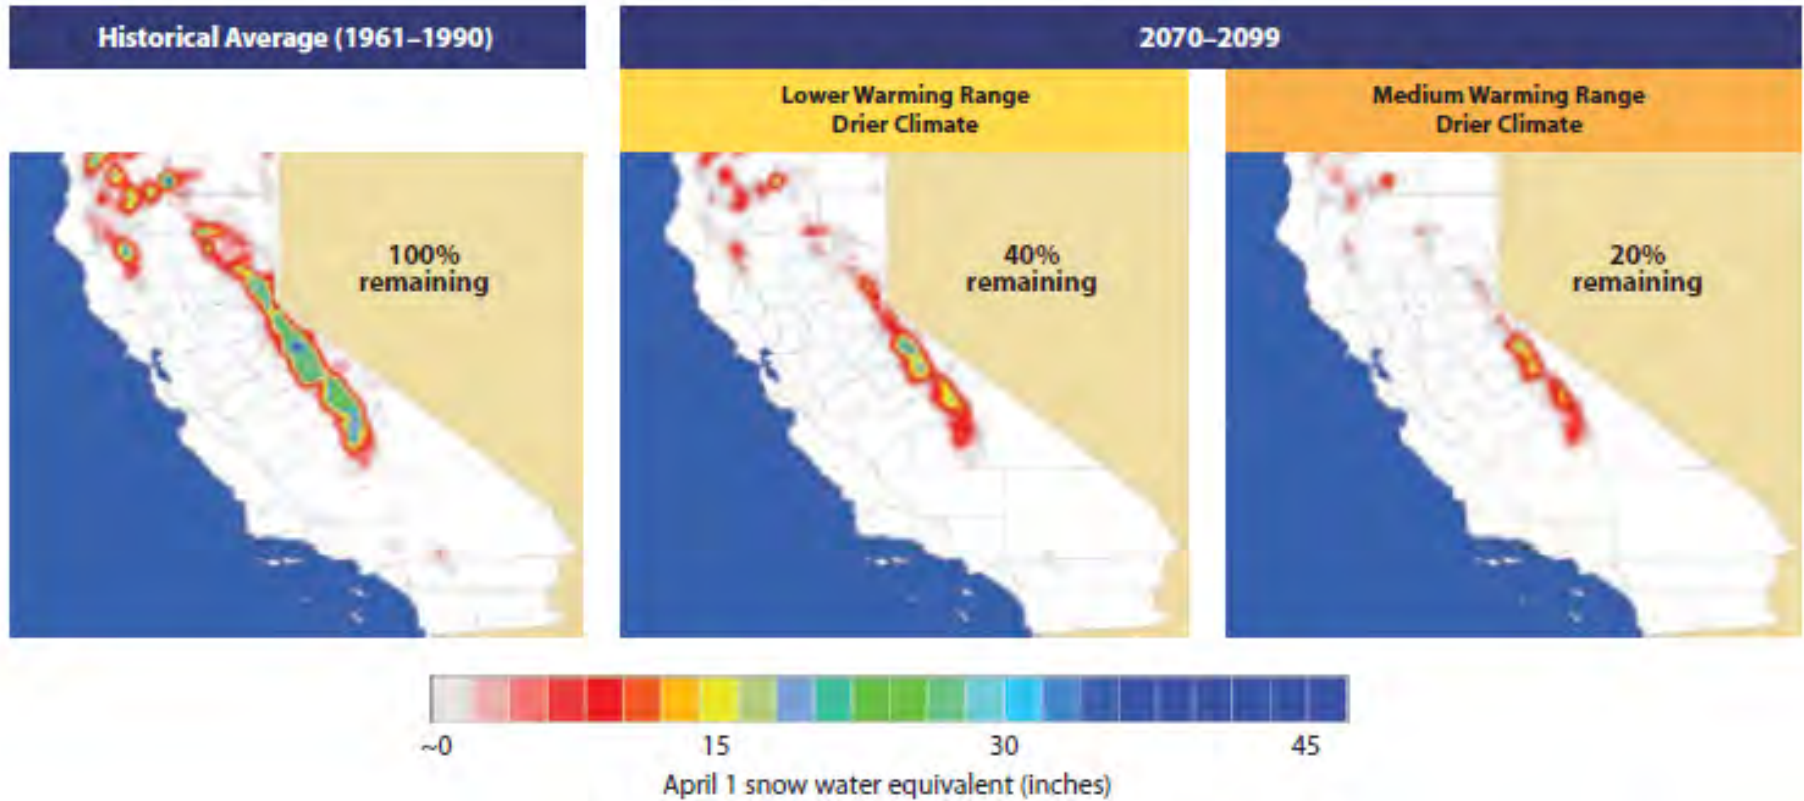 Historical Average (1961–1990)
2070–2099
Lower Warming Range
Drier Climate
Medium Warming Range
Drier Climate
100%
remaining
40%
remaining
20%
remaining
~0
15
30
45
April 1 snow water equivalent (inches)